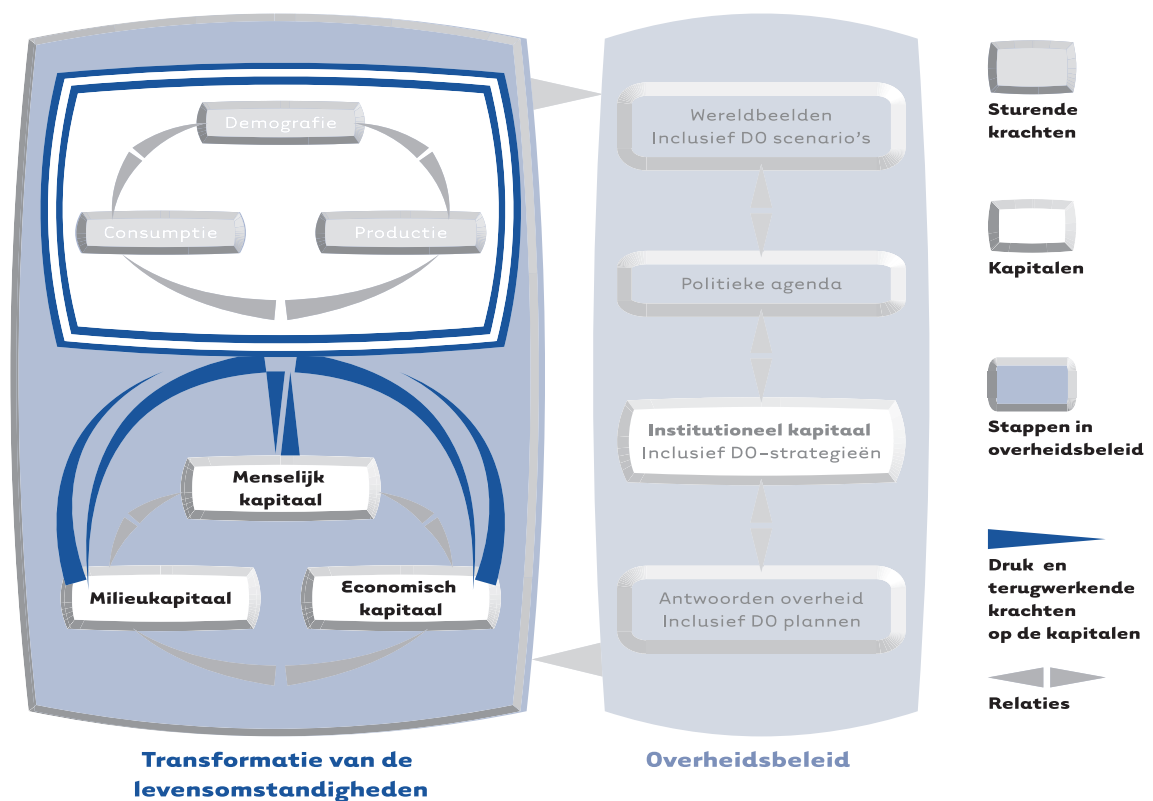 Demografie
Consumptie
Productie
Menselijk
kapitaal
Milieukapitaal
Economisch
kapitaal
Transformatie van de
levensomstandigheden
Wereldbeelden
Inclusief DO scenario's
Politieke agenda
Institutioneel kapitaal
Inclusief DO-strategieën
Antwoorden overheid
Inclusief DO plannen
Overheidsbeleid
Sturende
krachten
Kapitalen
Stappen in
overheidsbeleid
Druk en
terugwerkende
krachten
op de kapitalen
Relaties